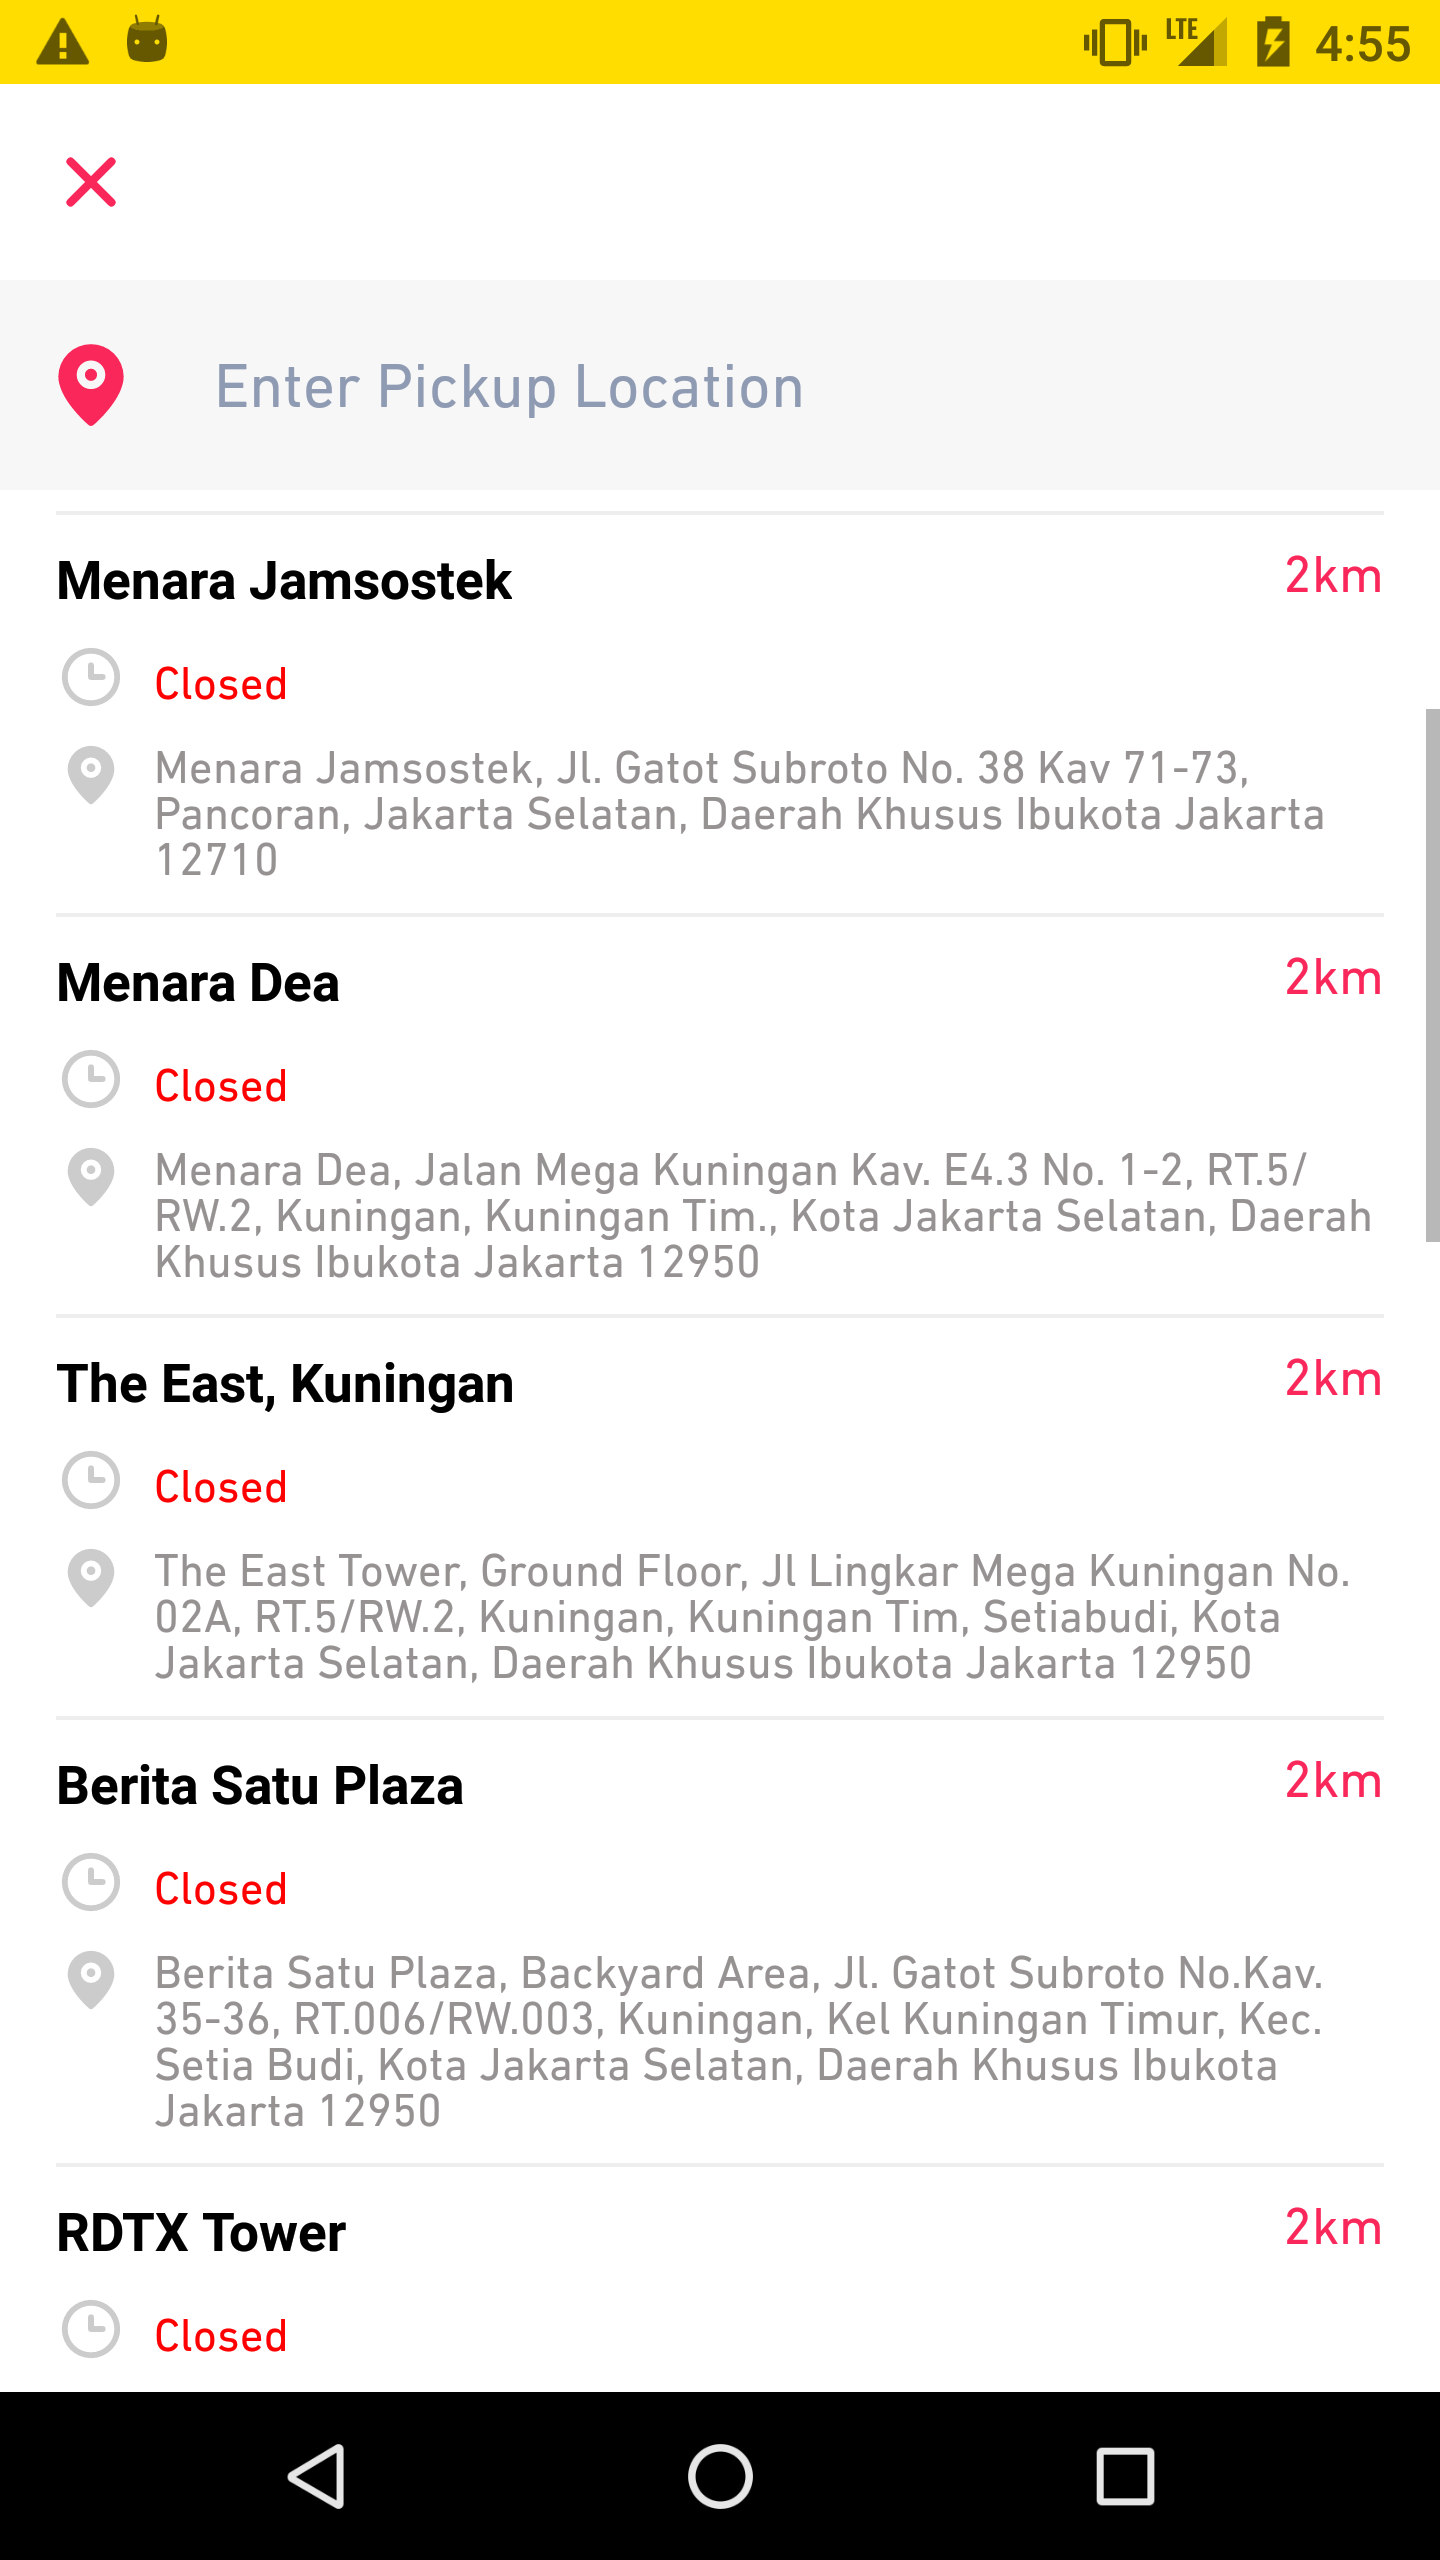 LTE 4:55
Enter Pickup Location
Menara Jamsostek 2km
Closed
Menara Jamsostek, Jl. Gatot Subroto No. 38 Kav 71-73,
Pancoran, Jakarta Selatan, Daerah Khusus Ibukota Jakarta
12710
Menara Dea 2km
Closed
Menara Dea, Jalan Mega Kuningan Kav. E4.3 No. 1-2, RT.5/
RW.2, Kuningan, Kuningan Tim., Kota Jakarta Selatan, Daerah
Khusus Ibukota Jakarta 12950
The East, Kuningan 2km
Closed
The East Tower, Ground Floor, Jl Lingkar Mega Kuningan No.
02A, RT.5/RW.2, Kuningan, Kuningan Tim, Setiabudi, Kota
Jakarta Selatan, Daerah Khusus Ibukota Jakarta 12950
Berita Satu Plaza 2km
Closed
Berita Satu Plaza, Backyard Area, Jl. Gatot Subroto No.Kav.
35-36, RT.006/RW.003, Kuningan, Kel Kuningan Timur, Kec.
Setia Budi, Kota Jakarta Selatan, Daerah Khusus Ibukota
Jakarta 12950
RDTX Tower 2km
Closed